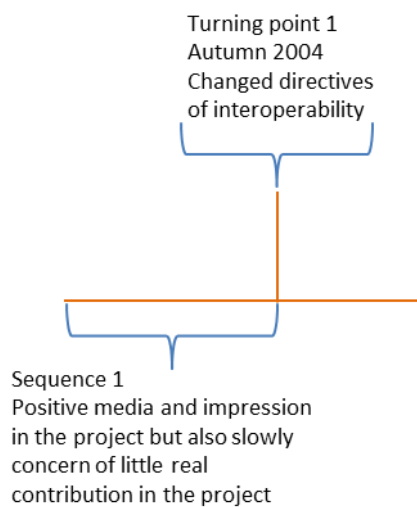 Turning point 1
Autumn 2004
Changed directives
of interoperability
Sequence 1
Positive media and impression
in the project but also slowly
concern of little real
contribution in the project